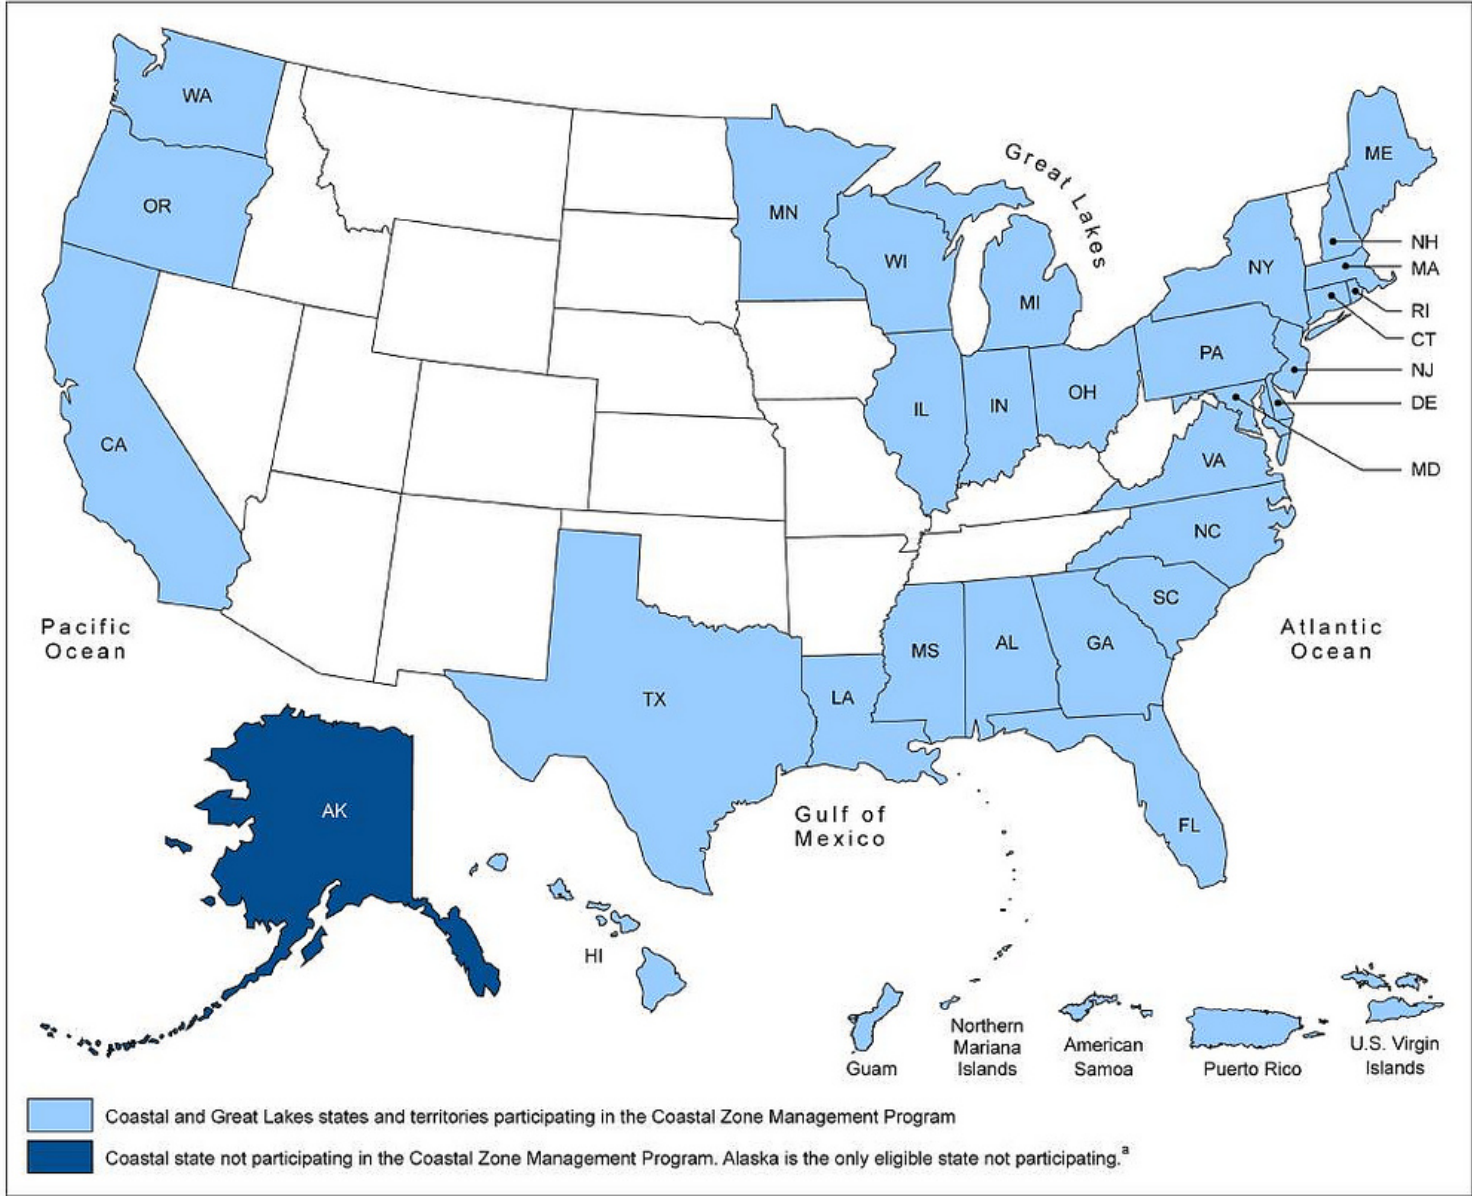 WA
OR
CA
MN
WI
MI
Great Lakes
IL
IN
OH
NY
PA
ME
NH
MA
RI
CT
NJ
DE
MD
VA
NC
SC
TX
LA
MS
AL
GA
FL
Pacific
Ocean
Atlantic
Ocean
Gulf of
Mexico
AK
HI
Guam
Northern
Mariana
Islands
American
Samoa
Puerto Rico
U.S. Virgin
Islands
Coastal and Great Lakes states and territories participating in the Coastal Zone Management Program
Coastal state not participating in the Coastal Zone Management Program. Alaska is the only eligible state not participating.a